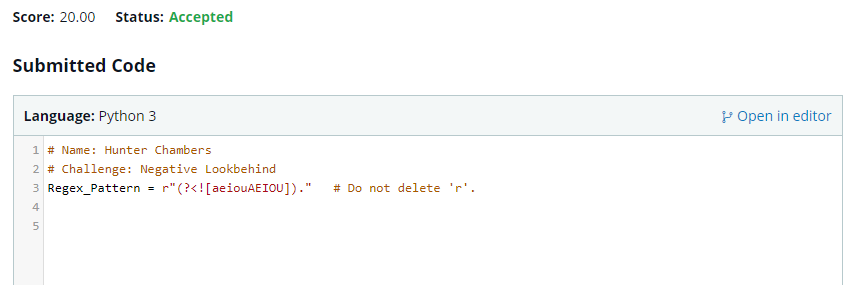 Score: 20.00 Status: Accepted
Submitted Code
Language: Python 3 Open in editor
1 # Name: Hunter Chambers
2 # Challenge: Negative Lookbehind
3 Regex_Pattern = r"(?<![aeiouAEIOU])." # Do not delete 'r'.
4
5